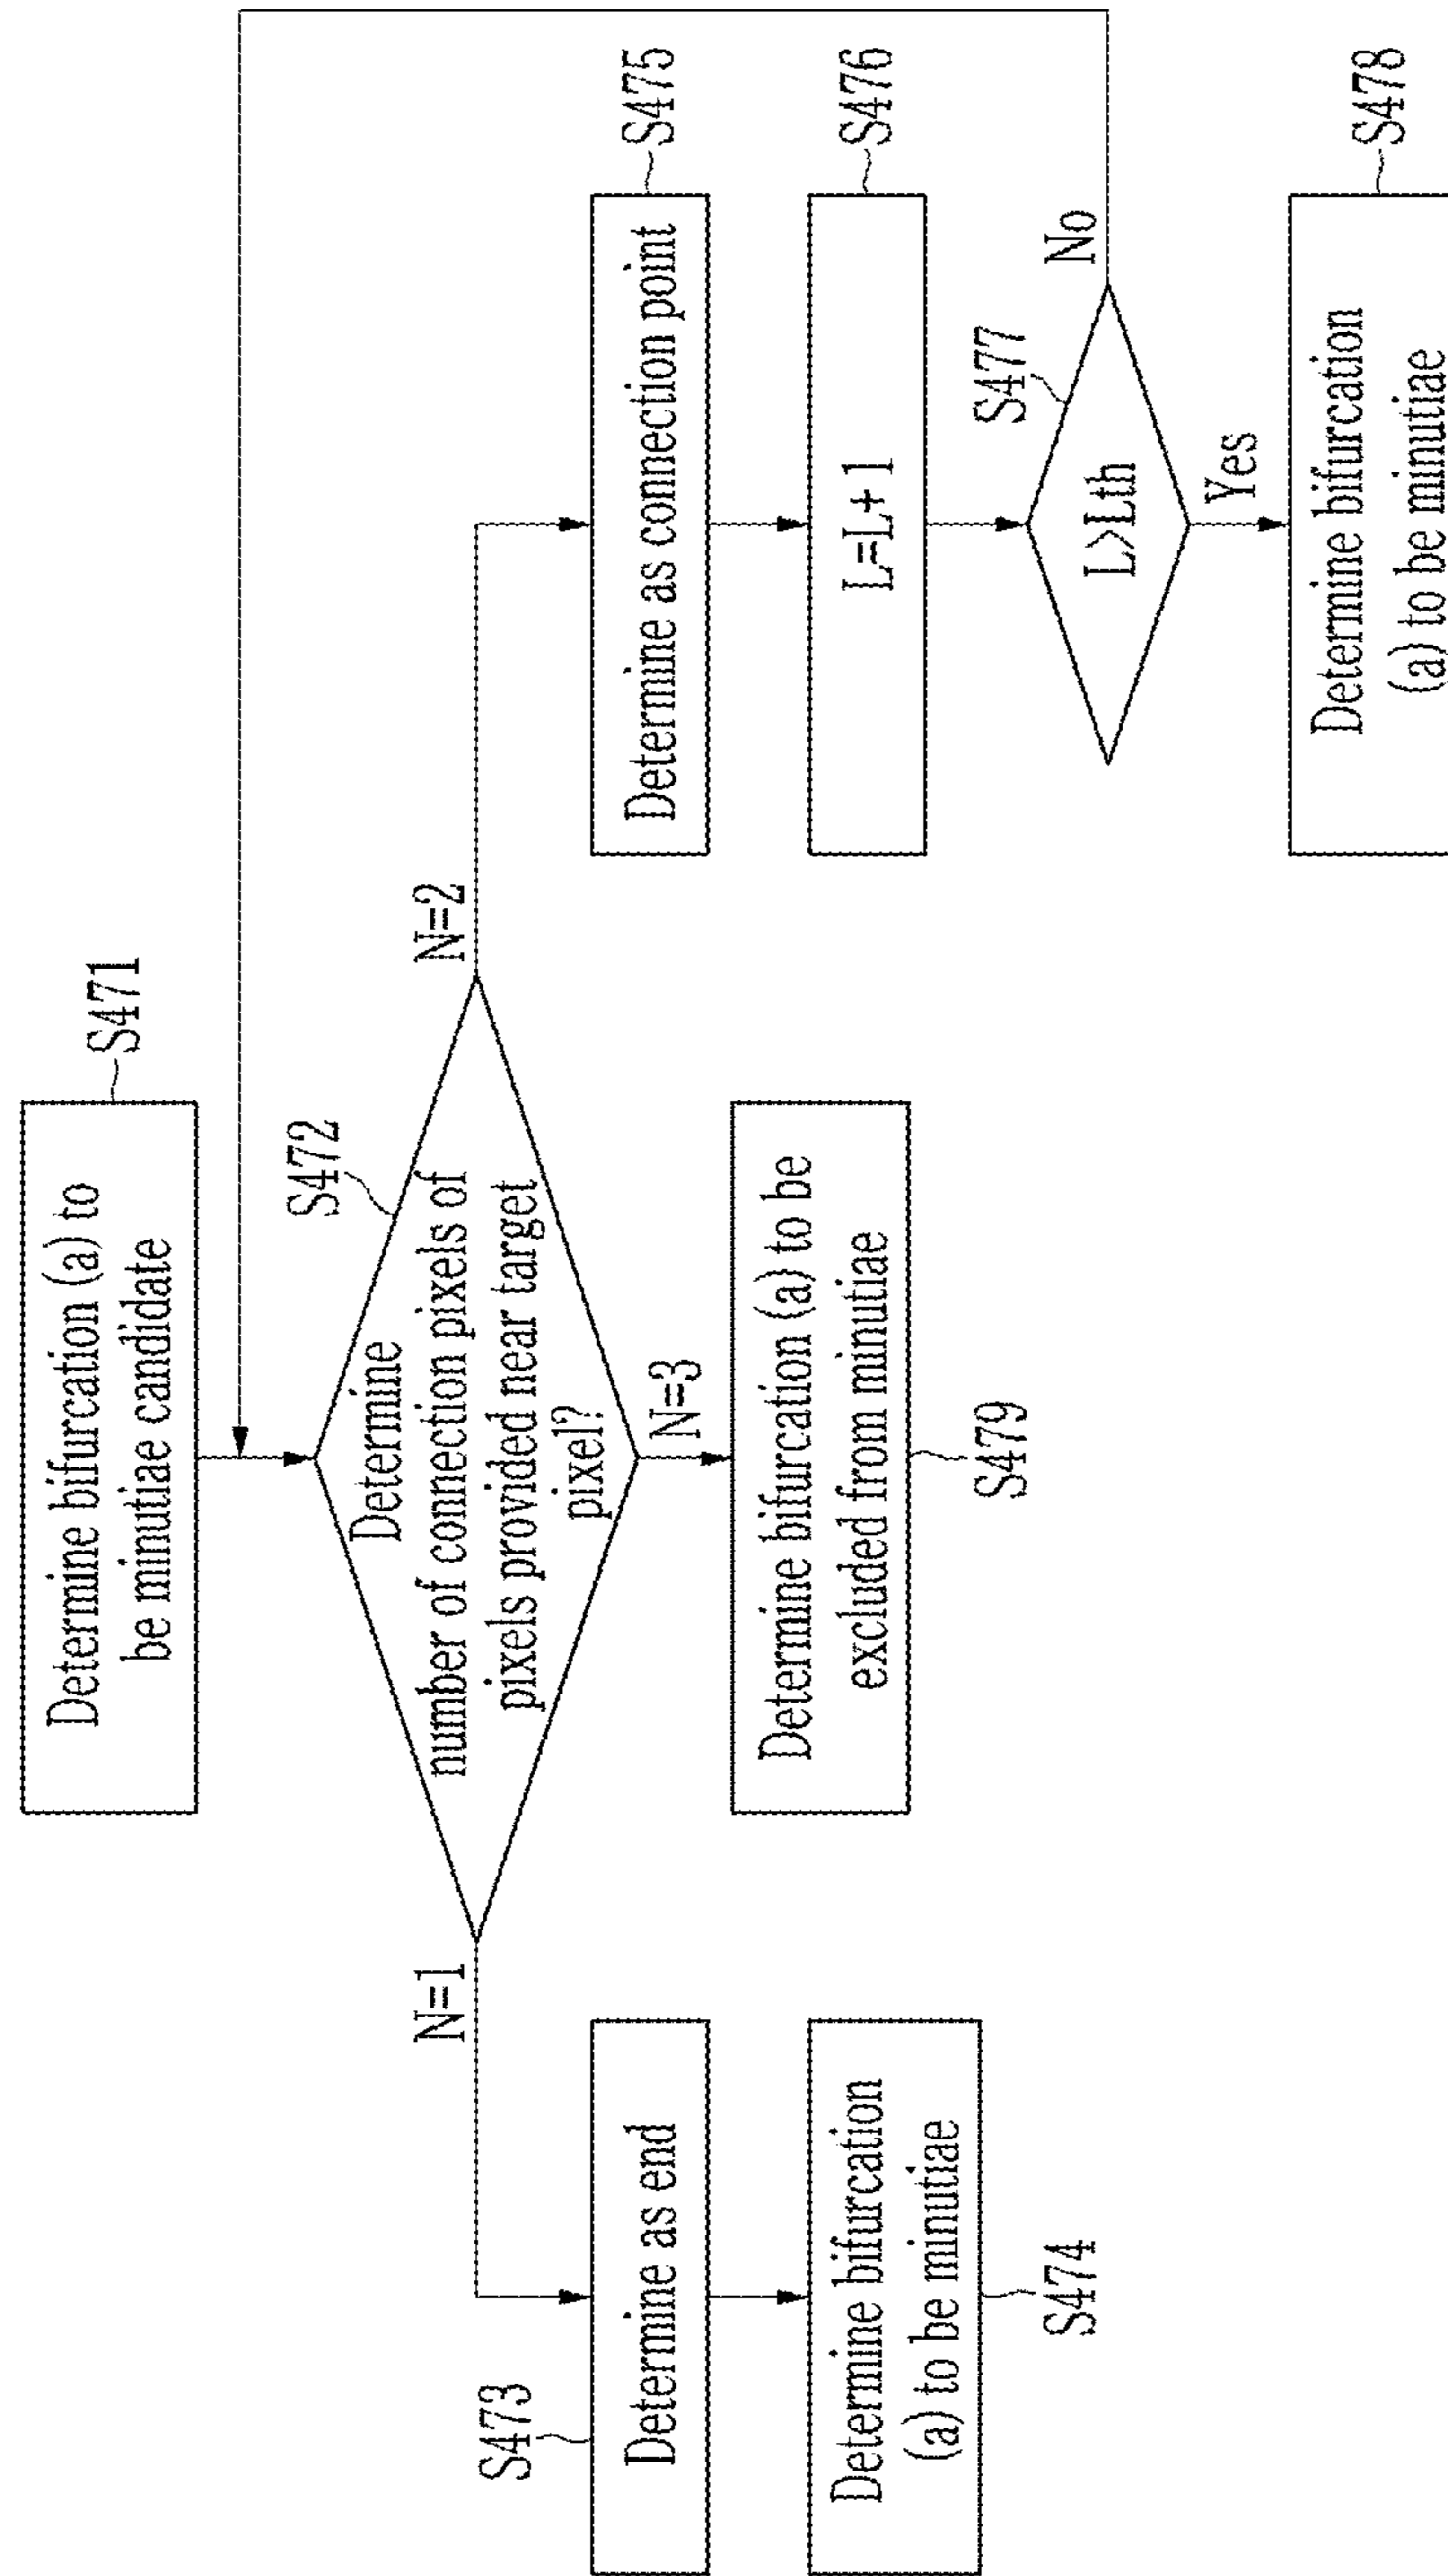 Determine bifurcation (a) to
be minutiae candidate
S471
S472
Determine
number of connection pixels of
pixels provided near target
pixel?
N=1
N=2
N=3
S473
Determine as end
Determine bifurcation
(a) to be minutiae
S474
Determine bifurcation (a) to be
excluded from minutiae
S479
Determine as connection point
S475
L=L+1
S476
S477
L>Lth
No
Yes
Determine bifurcation
(a) to be minutiae
S478